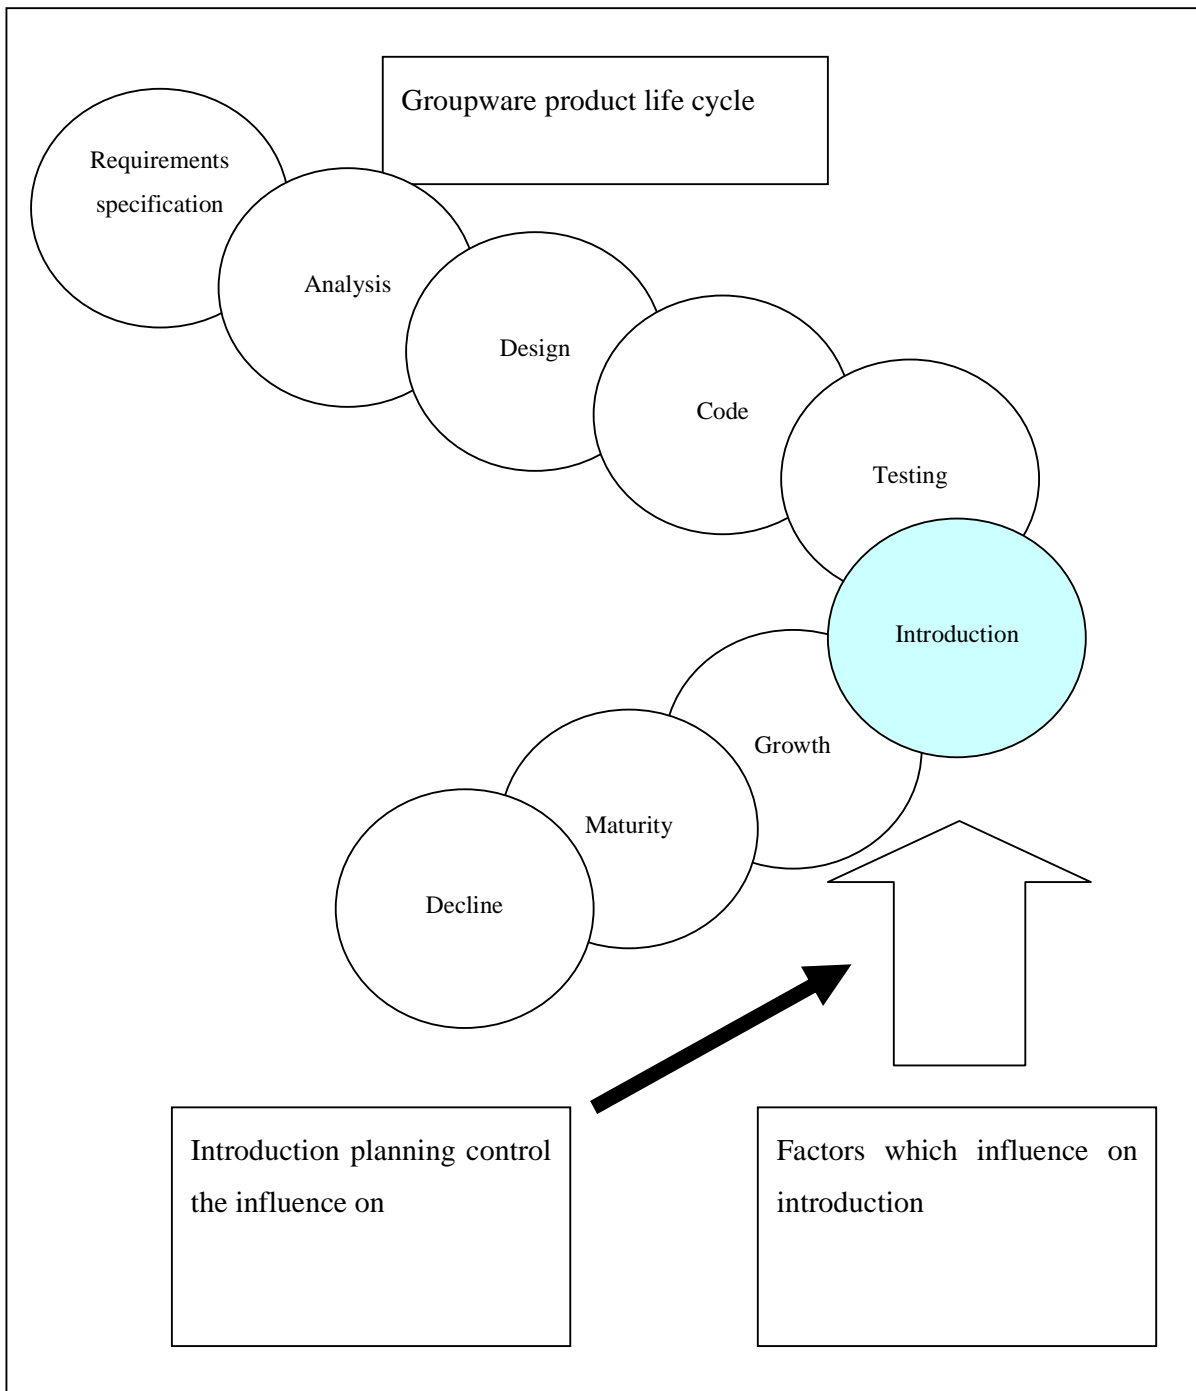 Groupware product life cycle
Requirements
specification
Analysis
Design
Code
Testing
Introduction
Growth
Maturity
Decline
Introduction planning control
the influence on
Factors which influence on
introduction